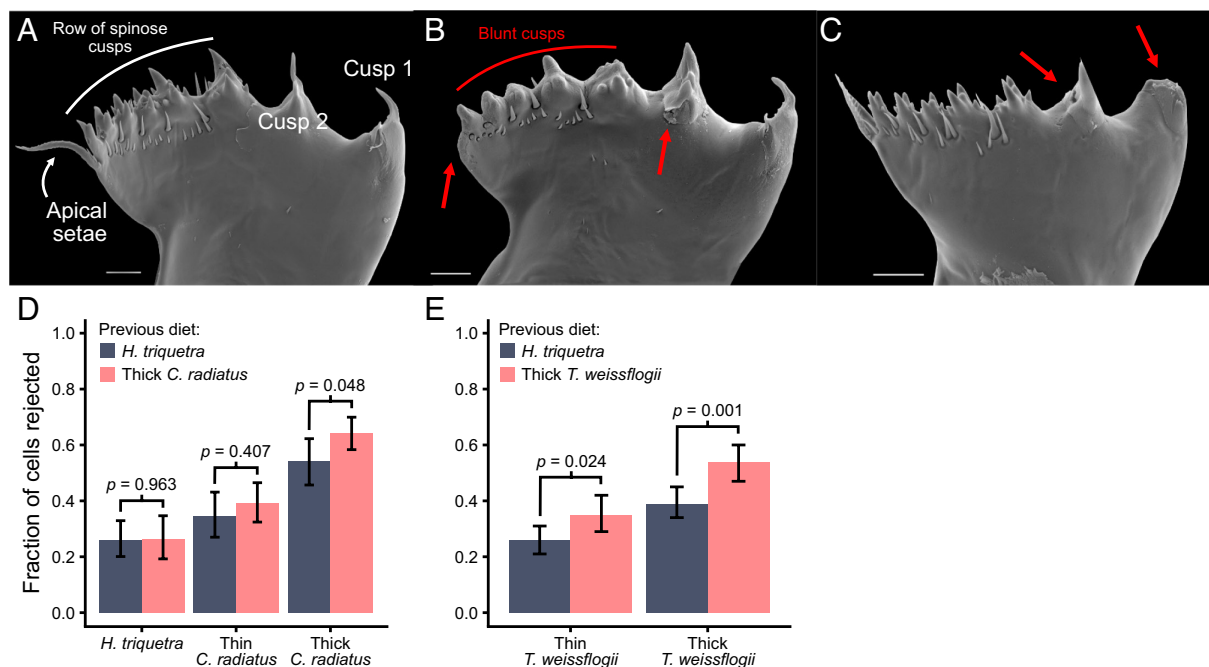 A
Row of spinose
cusps
Cusp 1
Cusp 2
Apical
setae
B
Blunt cusps
C
D
Previous diet:
H. triquetra
Thick C. radiatus
Fraction of cells rejected
1.0
0.8
0.6
0.4
0.2
0.0
p = 0.963
p = 0.407
p = 0.048
H. triquetra
Thin
C. radiatus
Thick
C. radiatus
E
Previous diet:
H. triquetra
Thick T. weissflogii
1.0
0.8
0.6
0.4
0.2
0.0
p = 0.024
p = 0.001
Thin
T. weissflogii
Thick
T. weissflogii